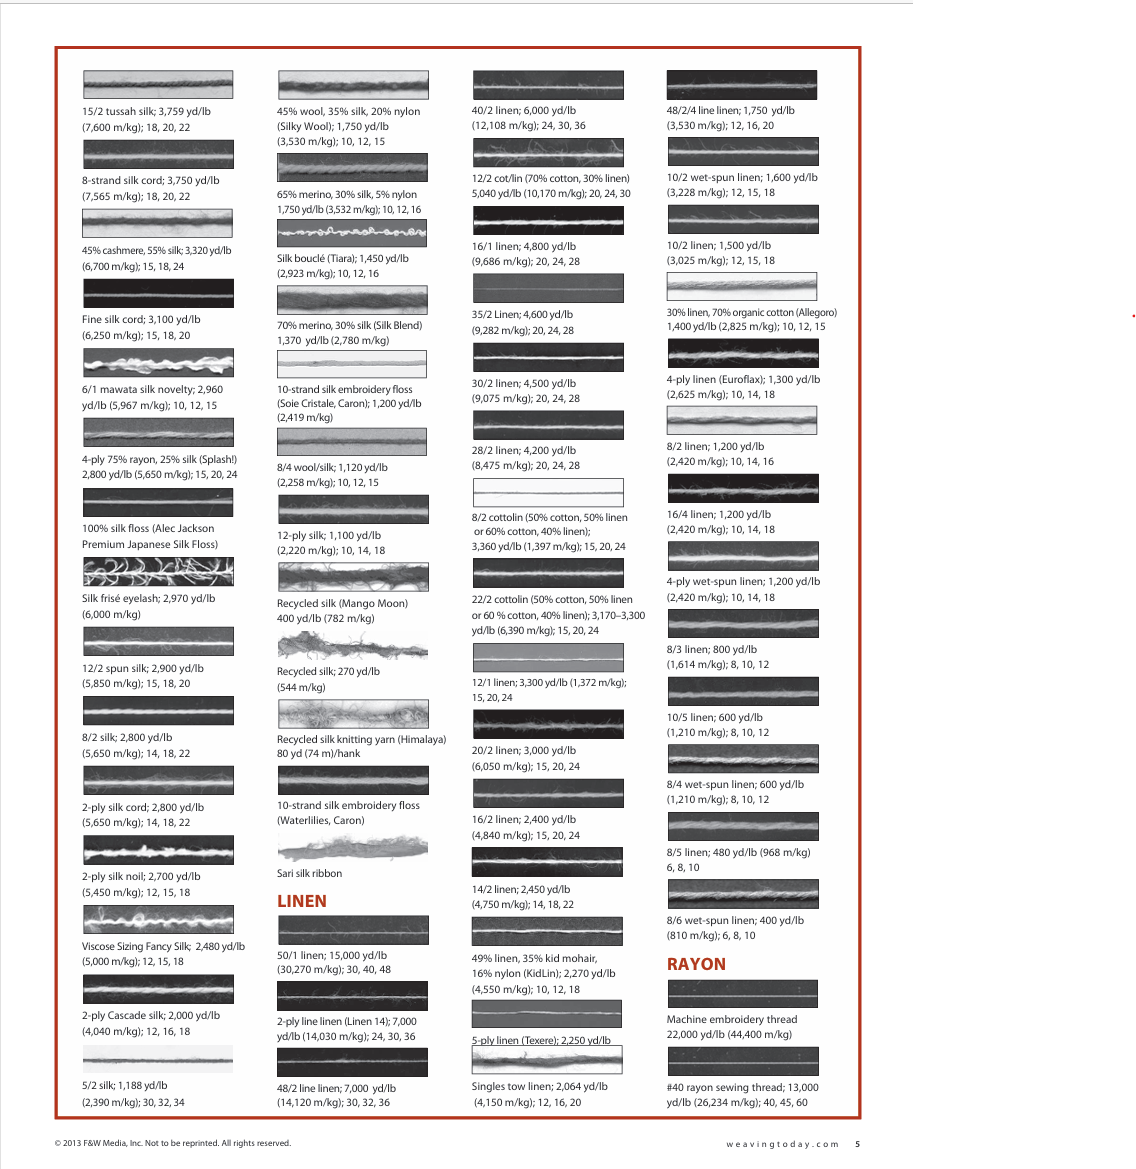 15/2 tussah silk; 3,759 yd/lb
(7,600 m/kg); 18, 20, 22
8-strand silk cord; 3,750 yd/lb
(7,565 m/kg); 18, 20, 22
45% cashmere, 55% silk; 3,320 yd/lb
(6,700 m/kg); 15, 18, 24
Fine silk cord; 3,100 yd/lb
(6,250 m/kg); 15, 18, 20
6/1 mawata silk novelty; 2,960
yd/lb (5,967 m/kg); 10, 12, 15
4-ply 75% rayon, 25% silk (Splash!)
2,800 yd/lb (5,650 m/kg); 15, 20, 24
100% silk floss (Alec Jackson
Premium Japanese Silk Floss)
Silk frisé eyelash; 2,970 yd/lb
(6,000 m/kg)
12/2 spun silk; 2,900 yd/lb
(5,850 m/kg); 15, 18, 20
8/2 silk; 2,800 yd/lb
(5,650 m/kg); 14, 18, 22
2-ply silk cord; 2,800 yd/lb
(5,650 m/kg); 14, 18, 22
2-ply silk noil; 2,700 yd/lb
(5,450 m/kg); 12, 15, 18
Viscose Sizing Fancy Silk; 2,480 yd/lb
(5,000 m/kg); 12, 15, 18
2-ply Cascade silk; 2,000 yd/lb
(4,040 m/kg); 12, 16, 18
5/2 silk; 1,188 yd/lb
(2,390 m/kg); 30, 32, 34
45% wool, 35% silk, 20% nylon
(Silky Wool); 1,750 yd/lb
(3,530 m/kg); 10, 12, 15
65% merino, 30% silk, 5% nylon
1,750 yd/lb (3,532 m/kg); 10, 12, 16
Silk bouclé (Tiara); 1,450 yd/lb
(2,923 m/kg); 10, 12, 16
70% merino, 30% silk (Silk Blend)
1,370 yd/lb (2,780 m/kg)
10-strand silk embroidery floss
(Soie Cristale, Caron); 1,200 yd/lb
(2,419 m/kg)
8/4 wool/silk; 1,120 yd/lb
(2,258 m/kg); 10, 12, 15
12-ply silk; 1,100 yd/lb
(2,220 m/kg); 10, 14, 18
Recycled silk (Mango Moon)
400 yd/lb (782 m/kg)
Recycled silk; 270 yd/lb
(544 m/kg)
Recycled silk knitting yarn (Himalaya)
80 yd (74 m)/hank
10-strand silk embroidery floss
(Waterlilies, Caron)
Sari silk ribbon
LINEN
50/1 linen; 15,000 yd/lb
(30,270 m/kg); 30, 40, 48
2-ply line linen (Linen 14); 7,000
yd/lb (14,030 m/kg); 24, 30, 36
48/2 line linen; 7,000 yd/lb
(14,120 m/kg); 30, 32, 36
40/2 linen; 6,000 yd/lb
(12,108 m/kg); 24, 30, 36
12/2 cot/lin (70% cotton, 30% linen)
5,040 yd/lb (10,170 m/kg); 20, 24, 30
16/1 linen; 4,800 yd/lb
(9,686 m/kg); 20, 24, 28
35/2 Linen; 4,600 yd/lb
(9,282 m/kg); 20, 24, 28
30/2 linen; 4,500 yd/lb
(9,075 m/kg); 20, 24, 28
28/2 linen; 4,200 yd/lb
(8,475 m/kg); 20, 24, 28
8/2 cottolin (50% cotton, 50% linen
or 60% cotton, 40% linen);
3,360 yd/lb (1,397 m/kg); 15, 20, 24
22/2 cottolin (50% cotton, 50% linen
or 60 % cotton, 40% linen); 3,170–3,300
yd/lb (6,390 m/kg); 15, 20, 24
12/1 linen; 3,300 yd/lb (1,372 m/kg);
15, 20, 24
20/2 linen; 3,000 yd/lb
(6,050 m/kg); 15, 20, 24
16/2 linen; 2,400 yd/lb
(4,840 m/kg); 15, 20, 24
14/2 linen; 2,450 yd/lb
(4,750 m/kg); 14, 18, 22
49% linen, 35% kid mohair,
16% nylon (KidLin); 2,270 yd/lb
(4,550 m/kg); 10, 12, 18
5-ply linen (Texere); 2,250 yd/lb
Singles tow linen; 2,064 yd/lb
(4,150 m/kg); 12, 16, 20
48/2/4 line linen; 1,750 yd/lb
(3,530 m/kg); 12, 16, 20
10/2 wet-spun linen; 1,600 yd/lb
(3,228 m/kg); 12, 15, 18
10/2 linen; 1,500 yd/lb
(3,025 m/kg); 12, 15, 18
30% linen, 70% organic cotton (Allegoro)
1,400 yd/lb (2,825 m/kg); 10, 12, 15
4-ply linen (Euroflax); 1,300 yd/lb
(2,625 m/kg); 10, 14, 18
8/2 linen; 1,200 yd/lb
(2,420 m/kg); 10, 14, 16
16/4 linen; 1,200 yd/lb
(2,420 m/kg); 10, 14, 18
4-ply wet-spun linen; 1,200 yd/lb
(2,420 m/kg); 10, 14, 18
8/3 linen; 800 yd/lb
(1,614 m/kg); 8, 10, 12
10/5 linen; 600 yd/lb
(1,210 m/kg); 8, 10, 12
8/4 wet-spun linen; 600 yd/lb
(1,210 m/kg); 8, 10, 12
8/5 linen; 480 yd/lb (968 m/kg)
6, 8, 10
8/6 wet-spun linen; 400 yd/lb
(810 m/kg); 6, 8, 10
RAYON
Machine embroidery thread
22,000 yd/lb (44,400 m/kg)
#40 rayon sewing thread; 13,000
yd/lb (26,234 m/kg); 40, 45, 60
© 2013 F&W Media, Inc. Not to be reprinted. All rights reserved.
weavingtoday.com 5